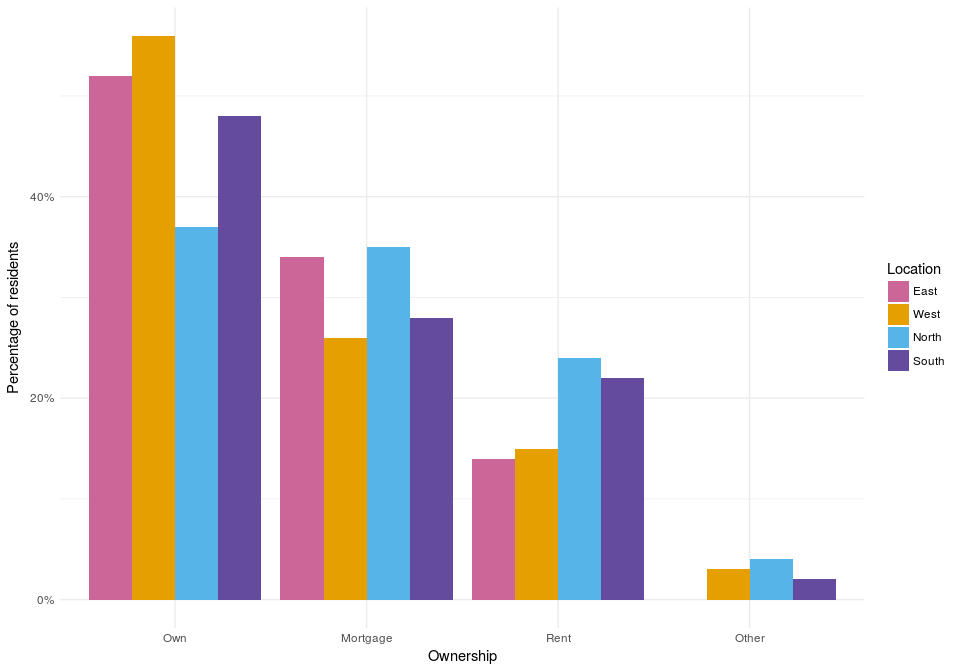 Percentage of residents
40%
20%
0%
Own
Mortgage
Rent
Other
Ownership
Location
East
West
North
South